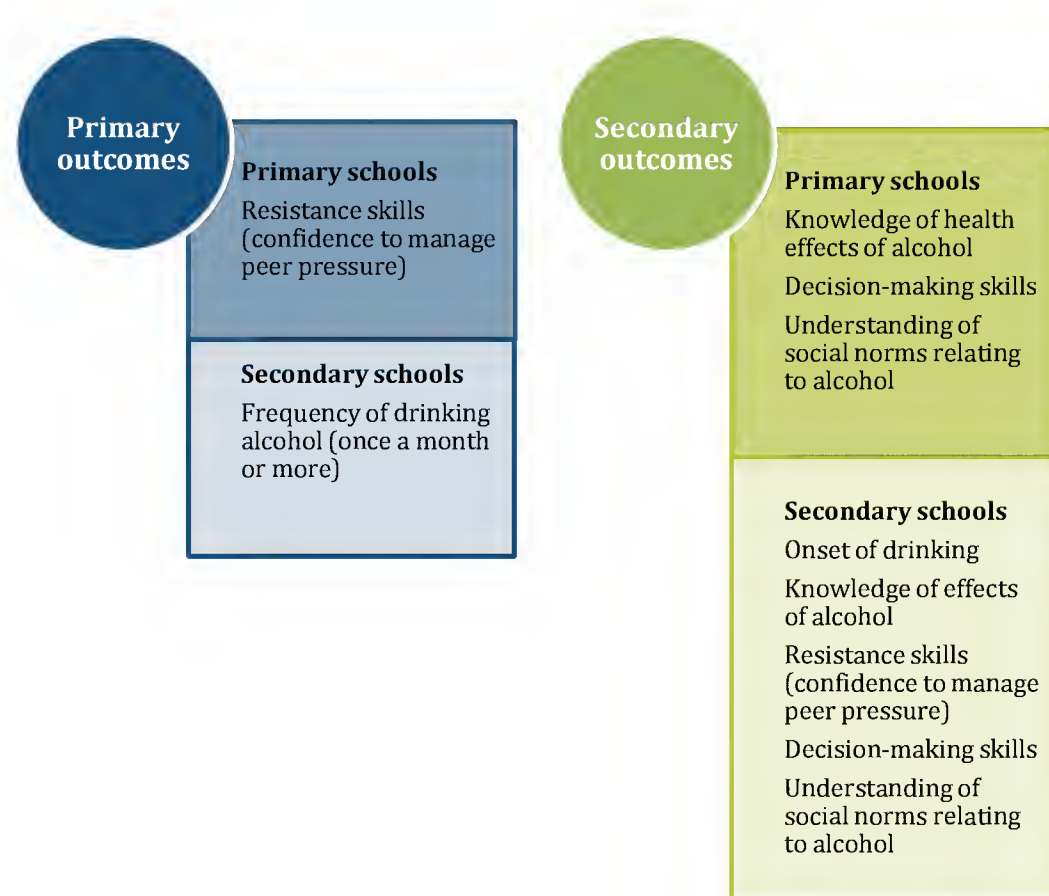 Primary
outcomes
Primary schools
Resistance skills
(confidence to manage
peer pressure)
Secondary schools
Frequency of drinking
alcohol (once a month
or more)
Secondary
outcomes
Primary schools
Knowledge of health
effects of alcohol
Decision-making skills
Understanding of
social norms relating
to alcohol
Secondary schools
Onset of drinking
Knowledge of effects
of alcohol
Resistance skills
(confidence to manage
peer pressure)
Decision-making skills
Understanding of
social norms relating
to alcohol